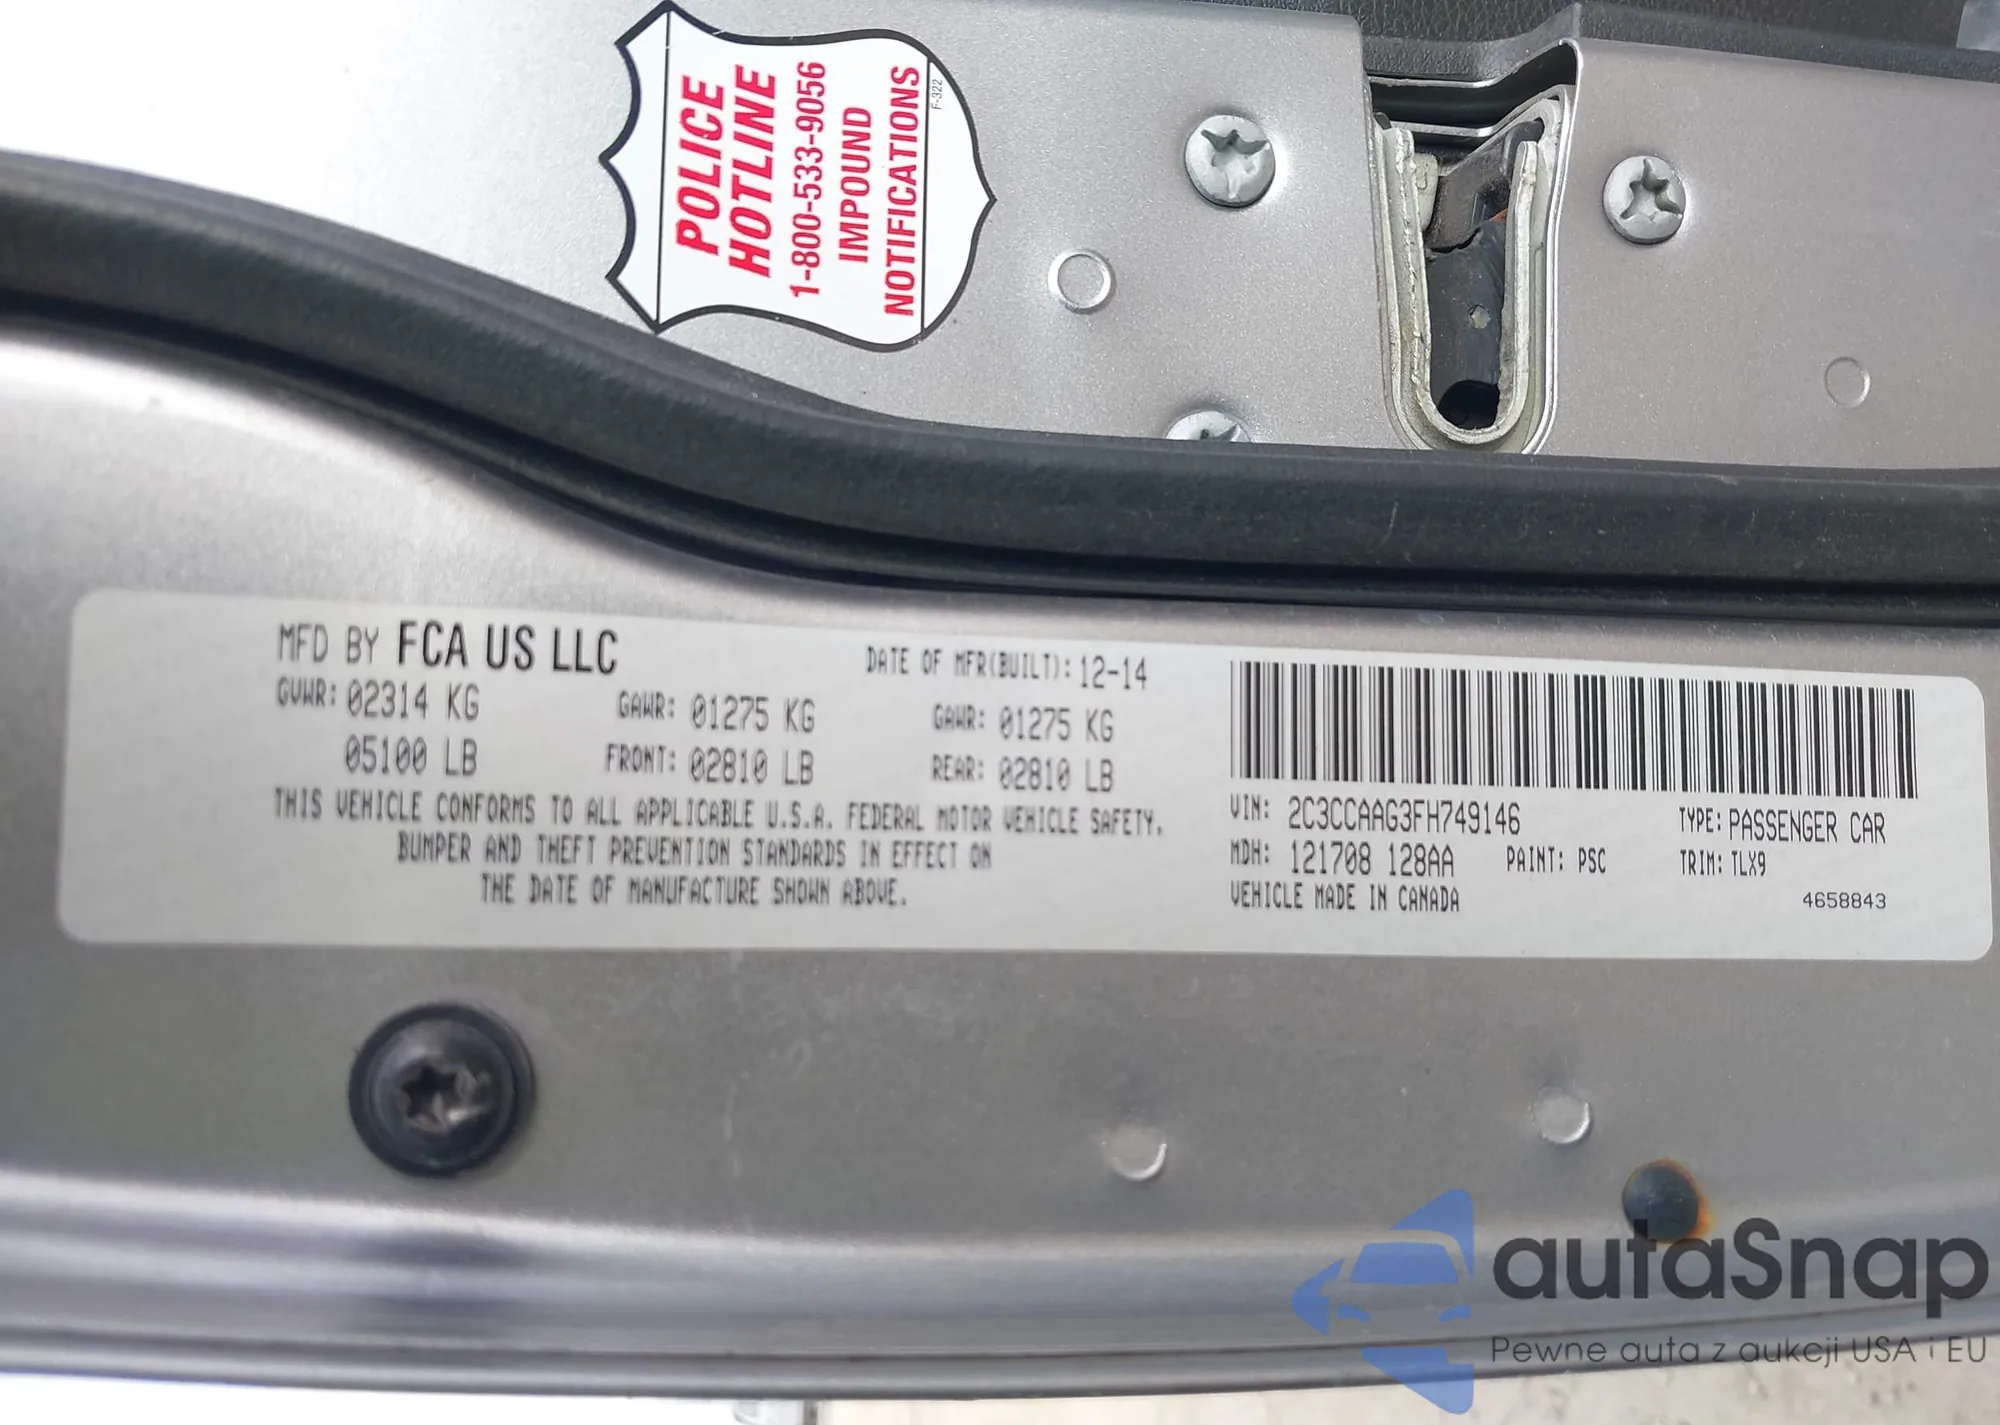 POLICE
HOTLINE
1-800-533-9056
IMPOUND
NOTIFICATIONS
F-322
MFD BY FCA US LLC
DATE OF MFR(BUILT): 12-14
GVWR: 02314 KG GAWR: 01275 KG GAWR: 01275 KG
05100 LB FRONT: 02810 LB REAR: 02810 LB
THIS VEHICLE CONFORMS TO ALL APPLICABLE U.S.A. FEDERAL MOTOR VEHICLE SAFETY,
BUMPER AND THEFT PREVENTION STANDARDS IN EFFECT ON
THE DATE OF MANUFACTURE SHOWN ABOVE.
VIN: 2C3CCAAG3FH749146 TYPE: PASSENGER CAR
MDH: 121708 128AA PAINT: PSC TRIM: TLX9
VEHICLE MADE IN CANADA 4658843
autaSnap
Pewne auta z aukcji USA i EU